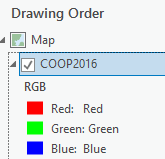 Drawing Order
Map
COOP2016
RGB
Red: Red
Green: Green
Blue: Blue